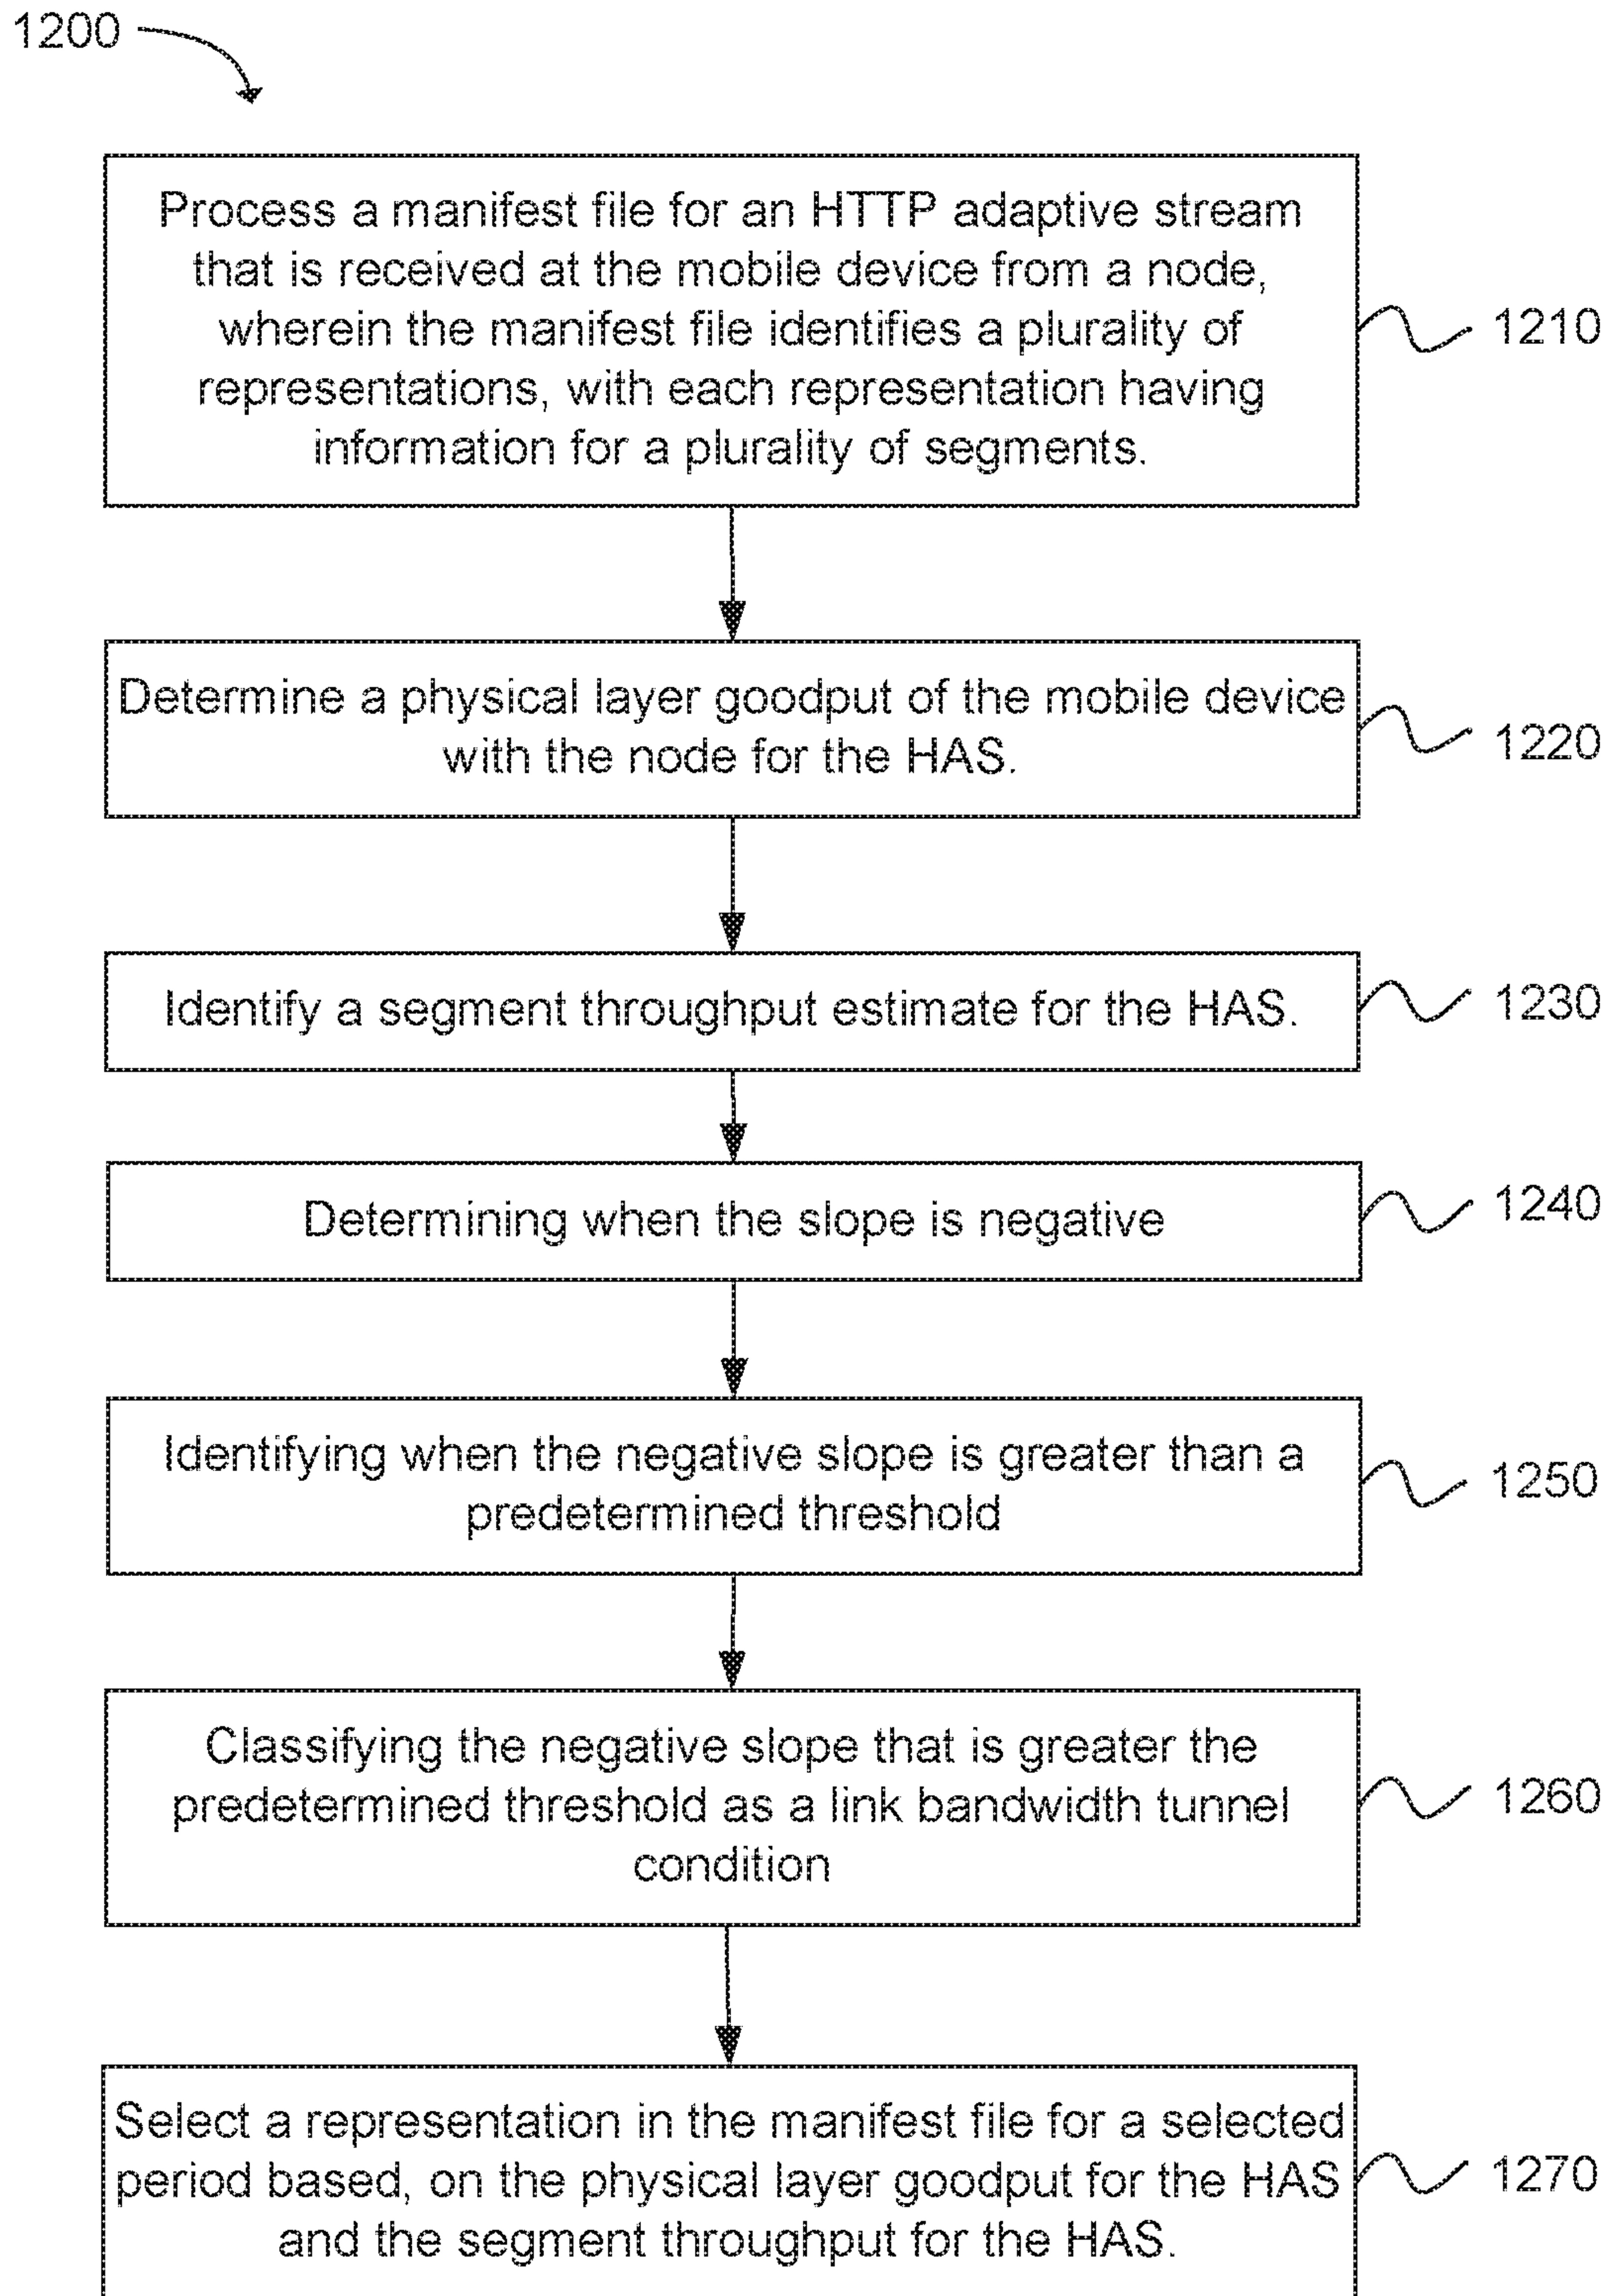 1200
Process a manifest file for an HTTP adaptive stream
that is received at the mobile device from a node,
wherein the manifest file identifies a plurality of
representations, with each representation having
information for a plurality of segments.
1210
Determine a physical layer goodput of the mobile device
with the node for the HAS.
1220
Identify a segment throughput estimate for the HAS.
1230
Determining when the slope is negative
1240
Identifying when the negative slope is greater than a
predetermined threshold
1250
Classifying the negative slope that is greater the
predetermined threshold as a link bandwidth tunnel
condition
1260
Select a representation in the manifest file for a selected
period based, on the physical layer goodput for the HAS
and the segment throughput for the HAS.
1270